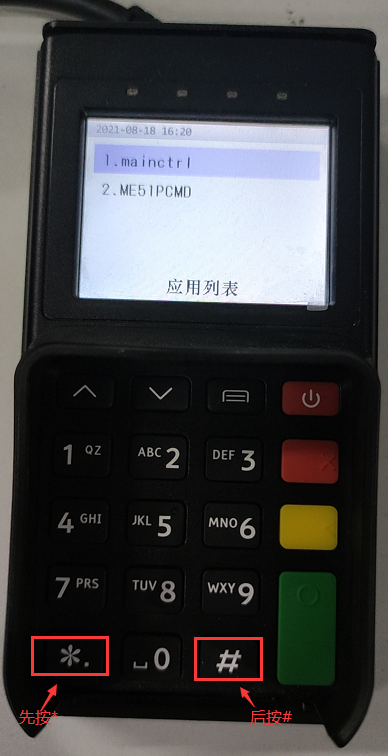 2021-08-18 16:20
1.mainctrl
2.ME51PCMD
应用列表
1 QZ ABC 2 DEF 3
4 GHI JKL 5 MNO 6
7 PRS TUV 8 WXY 9
*. ␣0 #
先按* 后按#